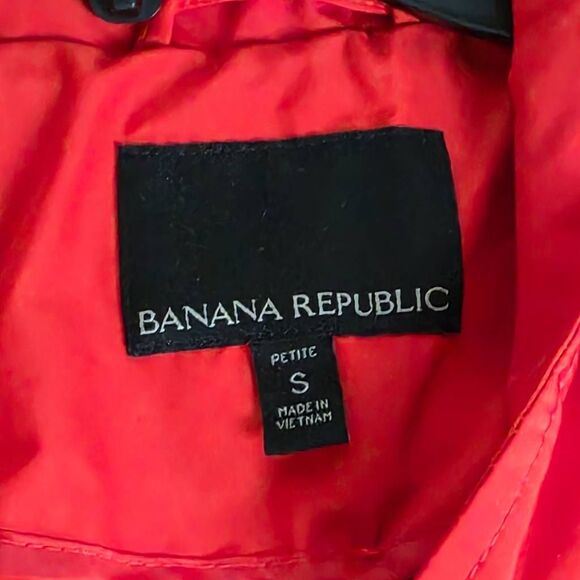 BANANA REPUBLIC
PETITE
S
MADE IN
VIETNAM